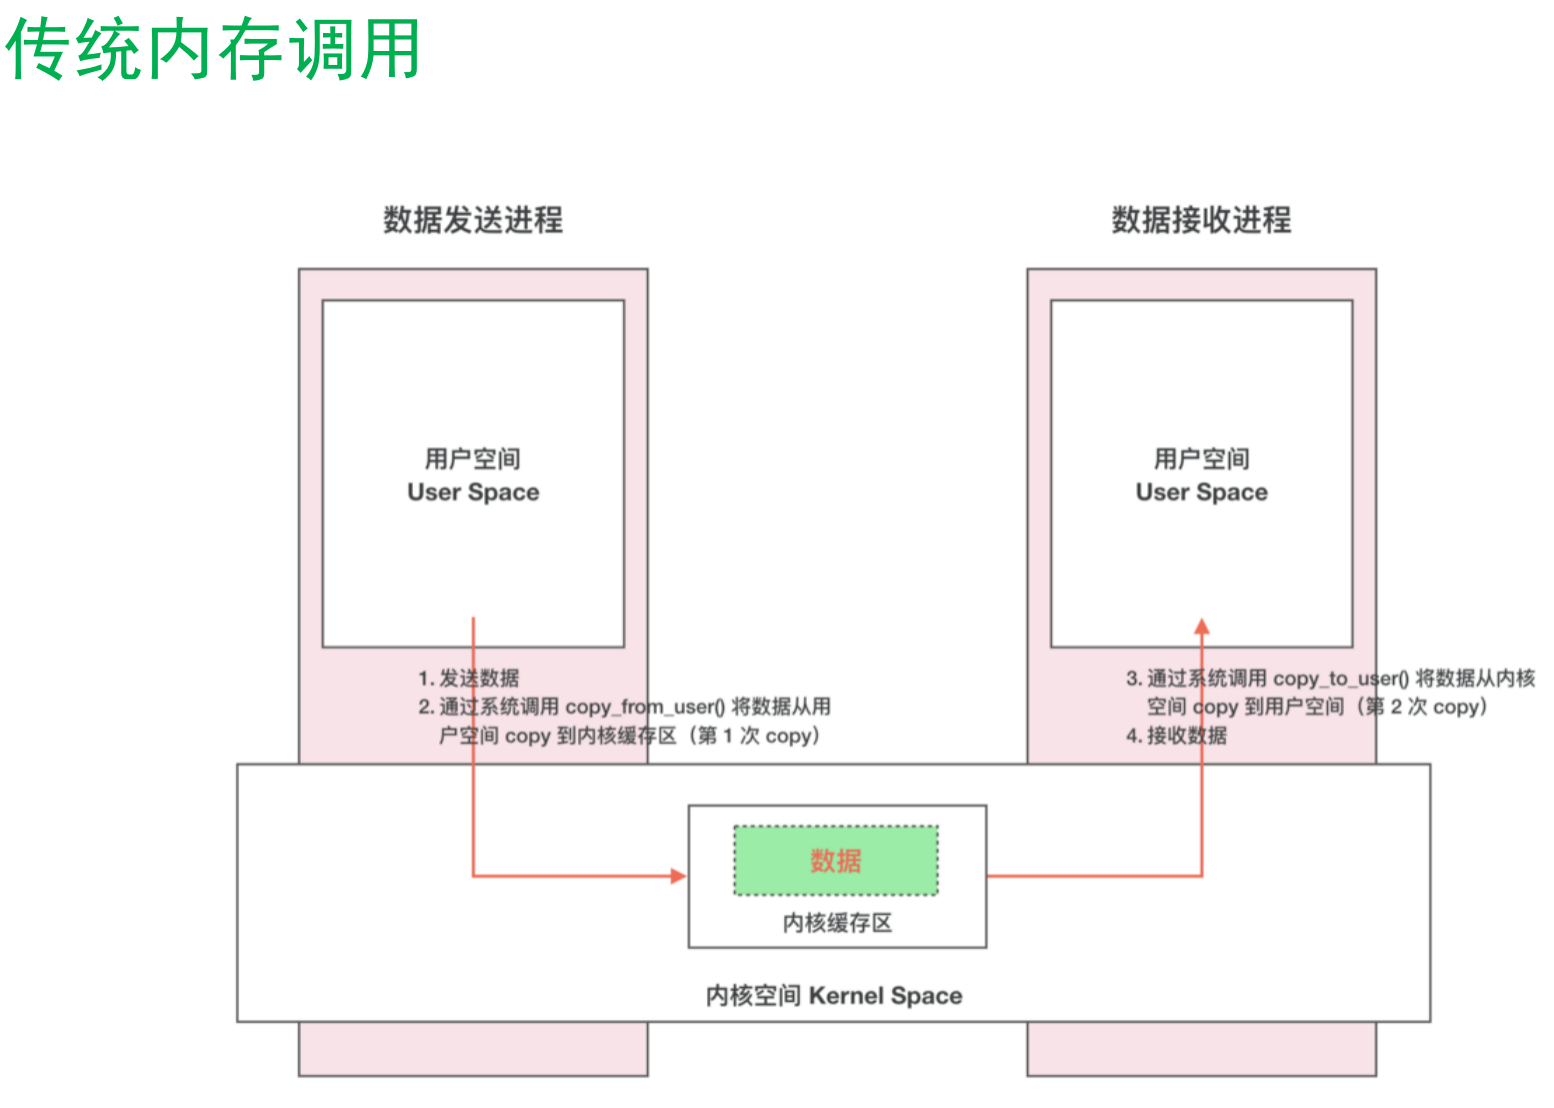 传统内存调用
数据发送进程
数据接收进程
用户空间
User Space
用户空间
User Space
1. 发送数据
2. 通过系统调用 copy_from_user() 将数据从用
户空间 copy 到内核缓存区（第 1 次 copy）
3. 通过系统调用 copy_to_user() 将数据从内核
空间 copy 到用户空间（第 2 次 copy）
4. 接收数据
数据
内核缓存区
内核空间 Kernel Space